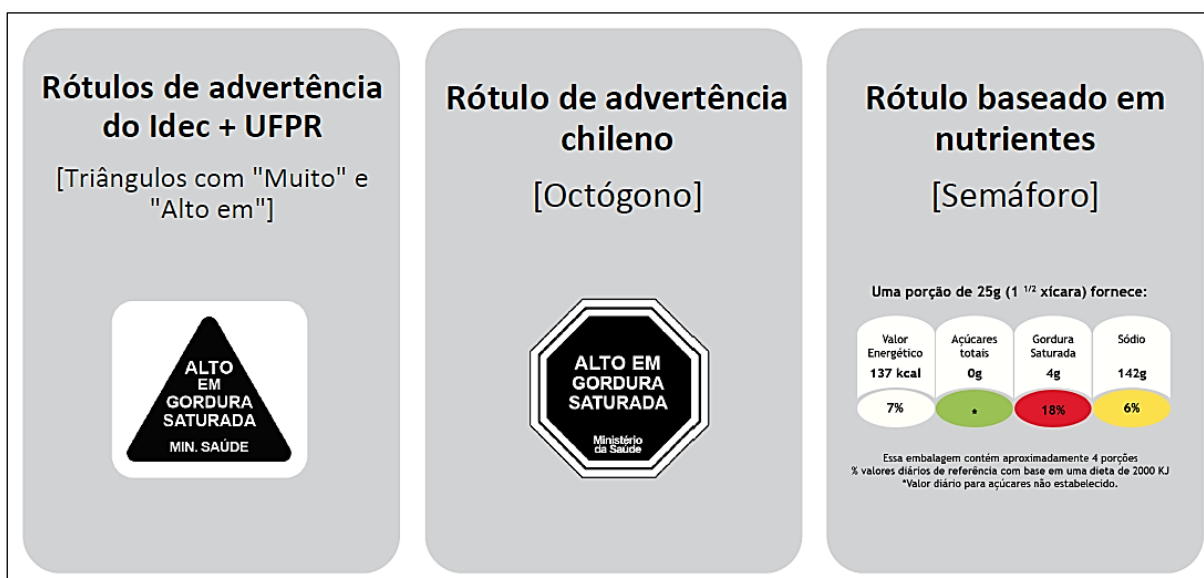 Rótulos de advertência
do Idec + UFPR
[Triângulos com "Muito" e
"Alto em"]
ALTO
EM
GORDURA
SATURADA
MIN. SAÚDE
Rótulo de advertência
chileno
[Octógono]
ALTO EM
GORDURA
SATURADA
Ministério
da Saúde
Rótulo baseado em
nutrientes
[Semáforo]
Uma porção de 25g (1 1/2 xícara) fornece:
Valor Energético
137 kcal
7%
Açúcares totais
0g
*
Gordura Saturada
4g
18%
Sódio
142g
6%
Essa embalagem contém aproximadamente 4 porções
% valores diários de referência com base em uma dieta de 2000 KJ
*Valor diário para açúcares não estabelecido.